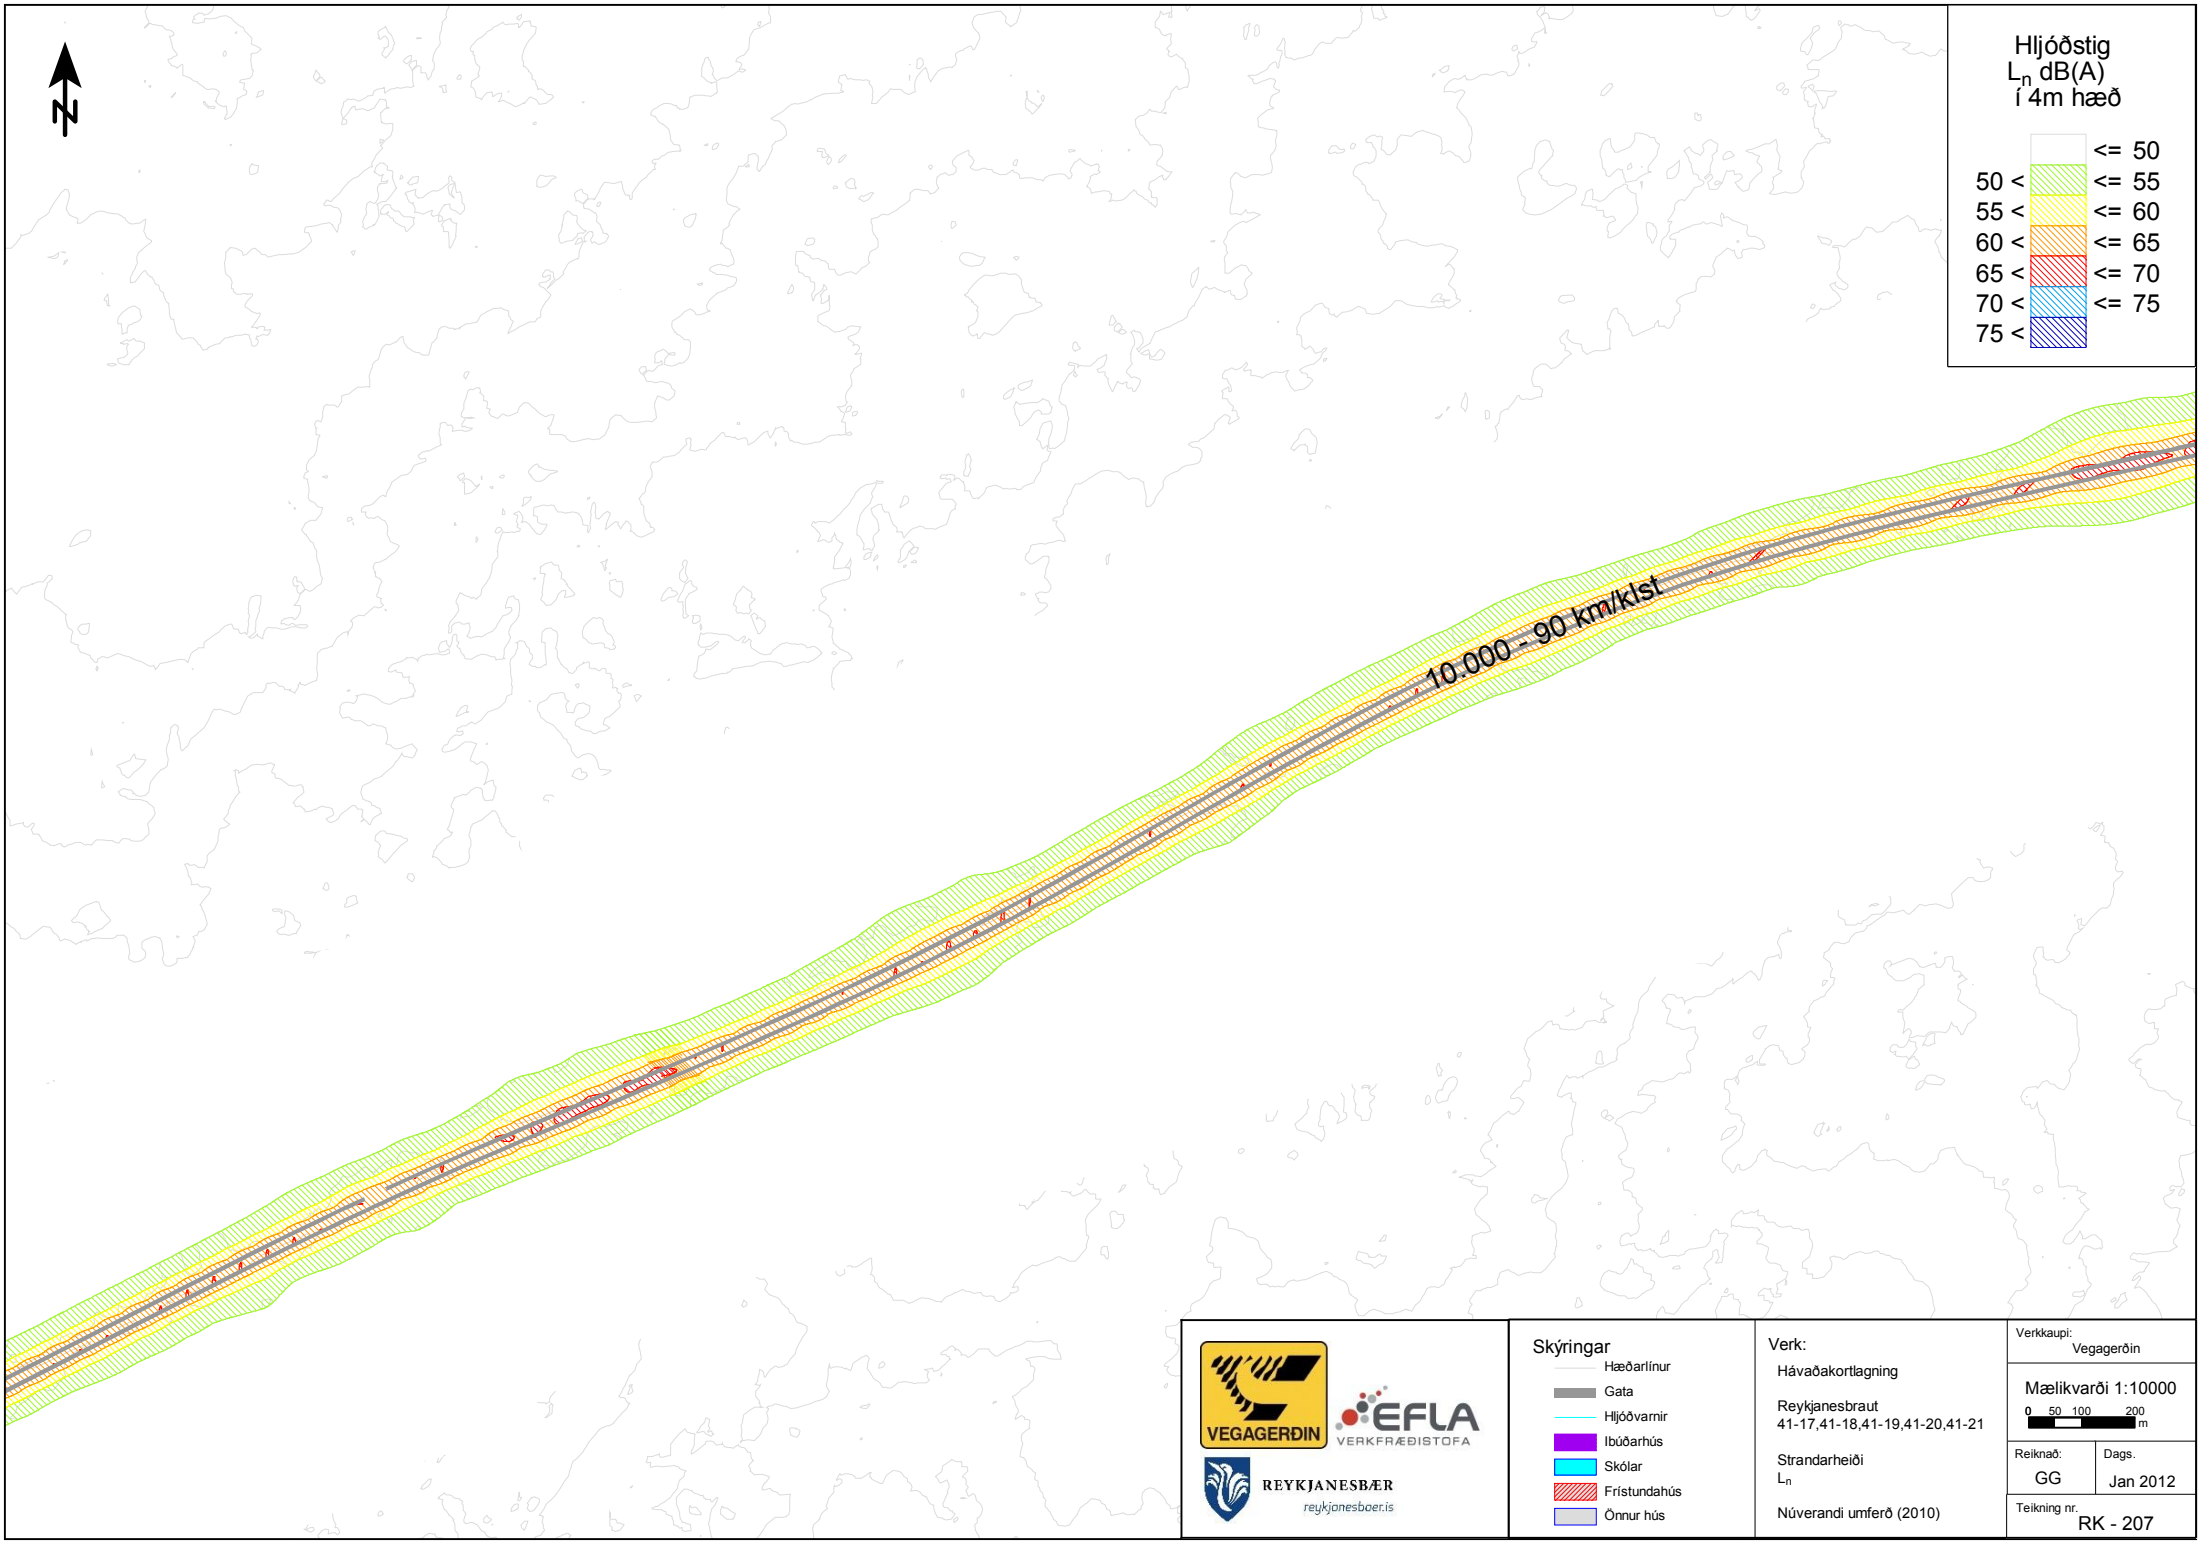 N
Hljóðstig
Ln dB(A)
í 4m hæð
<= 50
50 < <= 55
55 < <= 60
60 < <= 65
65 < <= 70
70 < <= 75
75 <
10.000 - 90 km/klst
VEGAGERÐIN
EFLA
VERKFRÆÐISTOFA
REYKJANESBÆR
reykjanesbaer.is
Skýringar
Hæðarlínur
Gata
Hljóðvarnir
Ibúðarhús
Skólar
Frístundahús
Önnur hús
Verk:
Hávaðakortlagning
Reykjanesbraut
41-17,41-18,41-19,41-20,41-21
Strandarheiði
Ln
Núverandi umferð (2010)
Verkkaupi:
Vegagerðin
Mælikvarði 1:10000
0 50 100 200
m
Reiknað:
GG
Dags.
Jan 2012
Teikning nr.
RK - 207